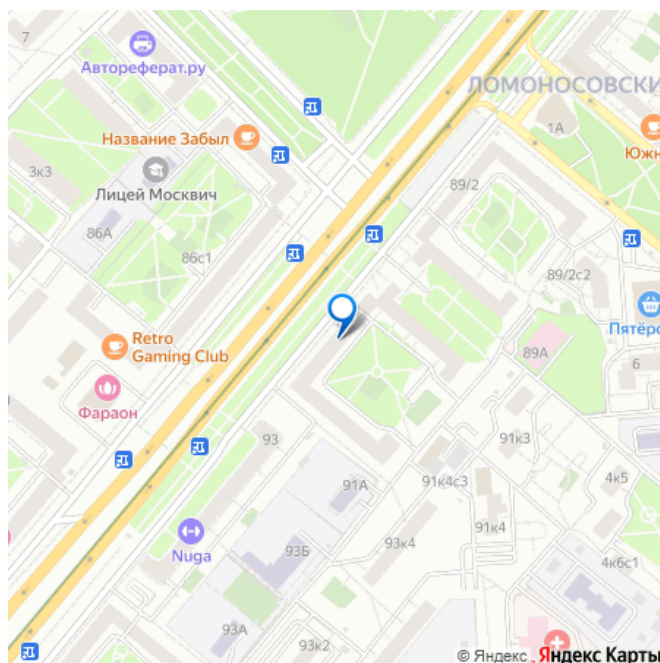 7
Автореферат.ру
ЛОМОНОСОВСКИ
Название Забыл
1А
Южн
3к3
Лицей Москвич
89/2
86А
86с1
89/2с2
Retro
Gaming Club
Пятёро
89А
6
Фараон
93
91к3
91А
91к4с3
4к5
Nuga
93Б
93к4
91к4
4к6с1
93А
93к2
© Яндекс Яндекс Карты